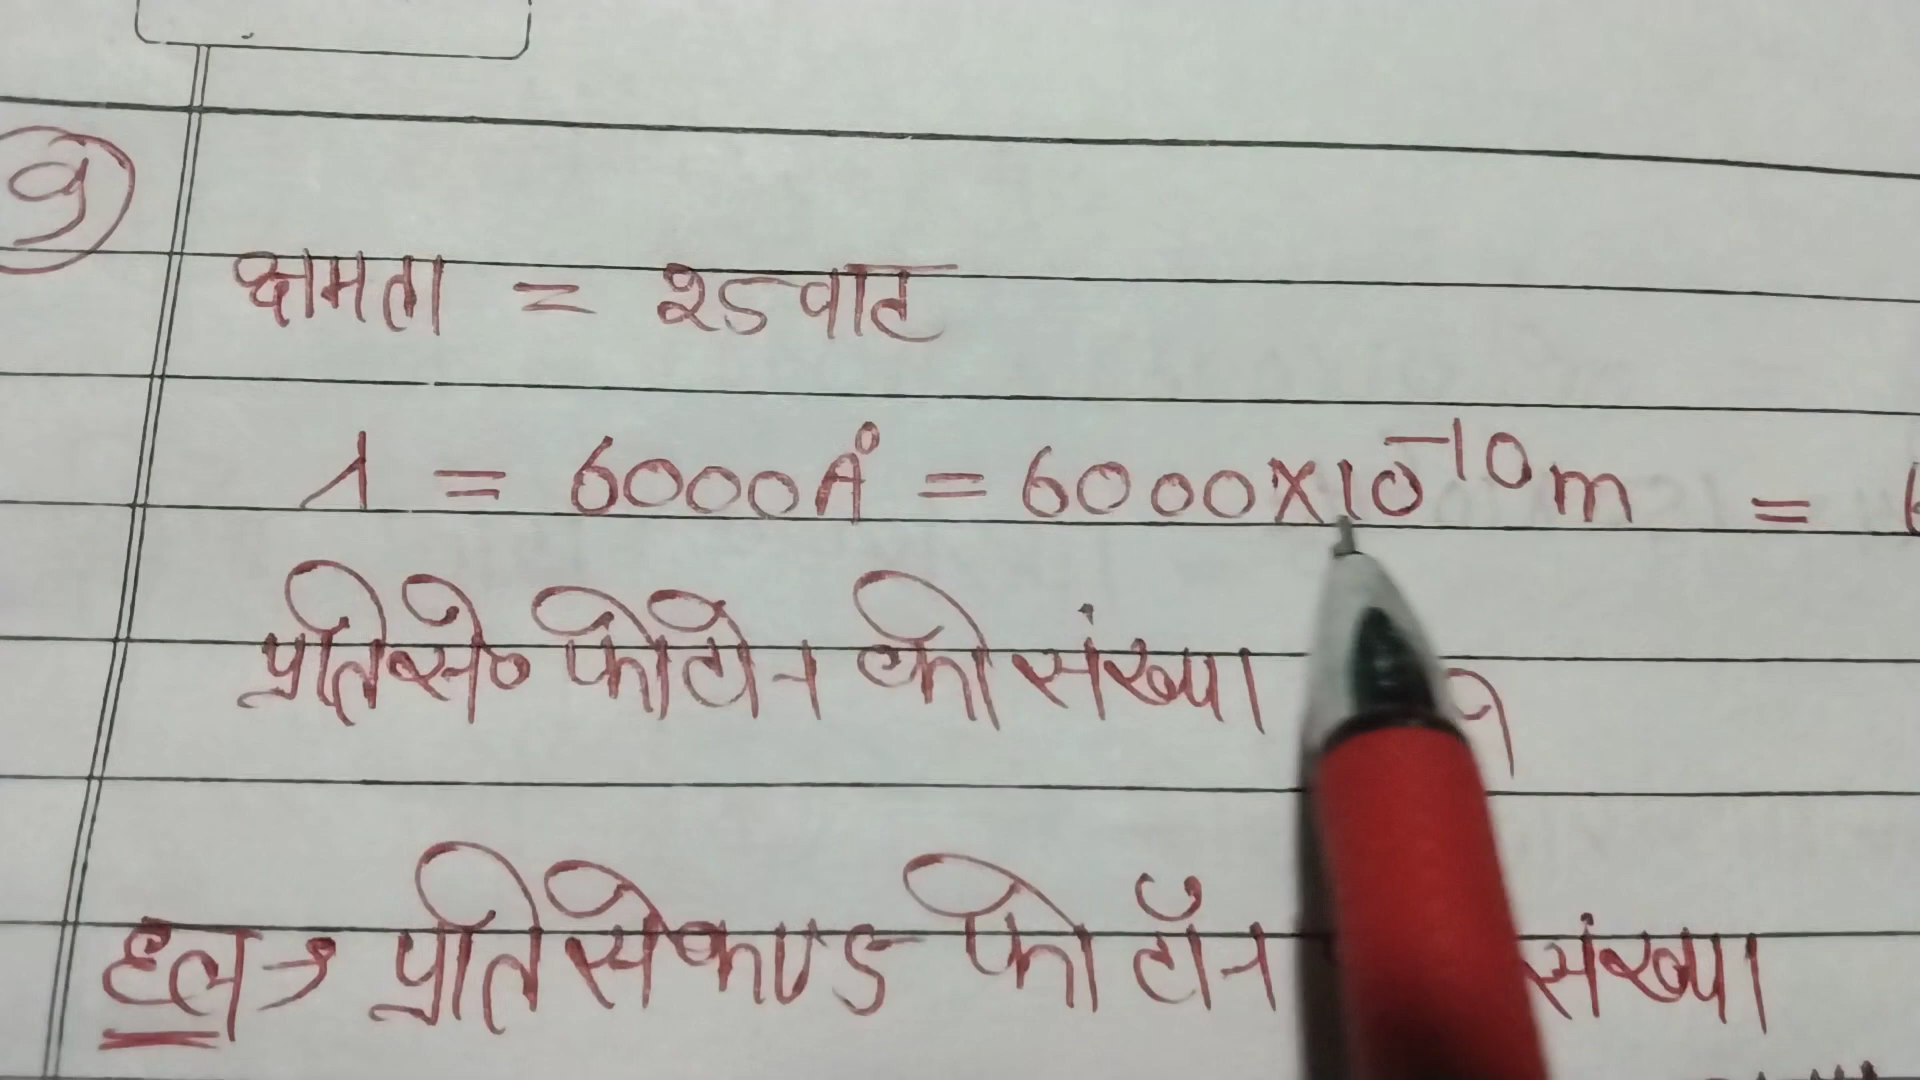 9
क्षमता = 25 वाट
λ = 6000Å = 6000×10⁻¹⁰m =
प्रति से० फोटोन की संख्या ?
हल→ प्रति सेकण्ड फोटॉन संख्या